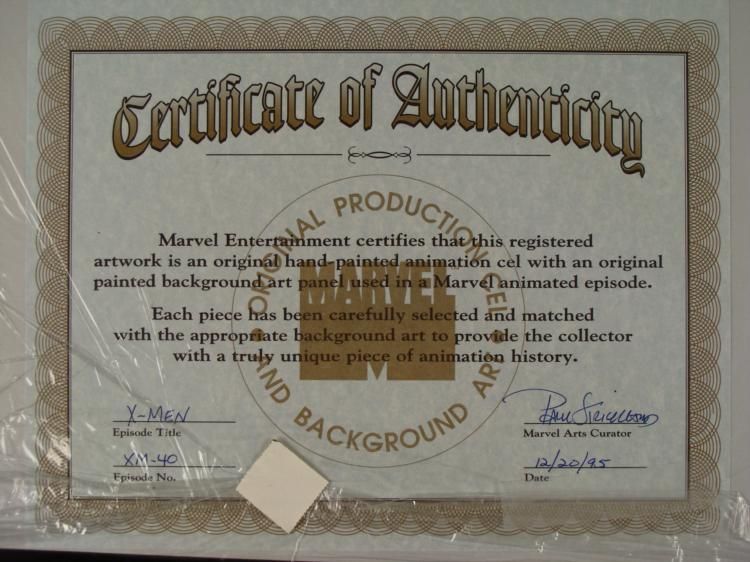 Certificate of Authenticity
ORIGINAL PRODUCTION CEL
Marvel Entertainment certifies that this registered
artwork is an original hand-painted animation cel with an original
painted background art panel used in a Marvel animated episode.
MARVEL
M
Each piece has been carefully selected and matched
with the appropriate background art to provide the collector
with a truly unique piece of animation history.
AND BACKGROUND ART
X-MEN
Episode Title
Paul Strickland
Marvel Arts Curator
XM-40
Episode No.
12/20/95
Date